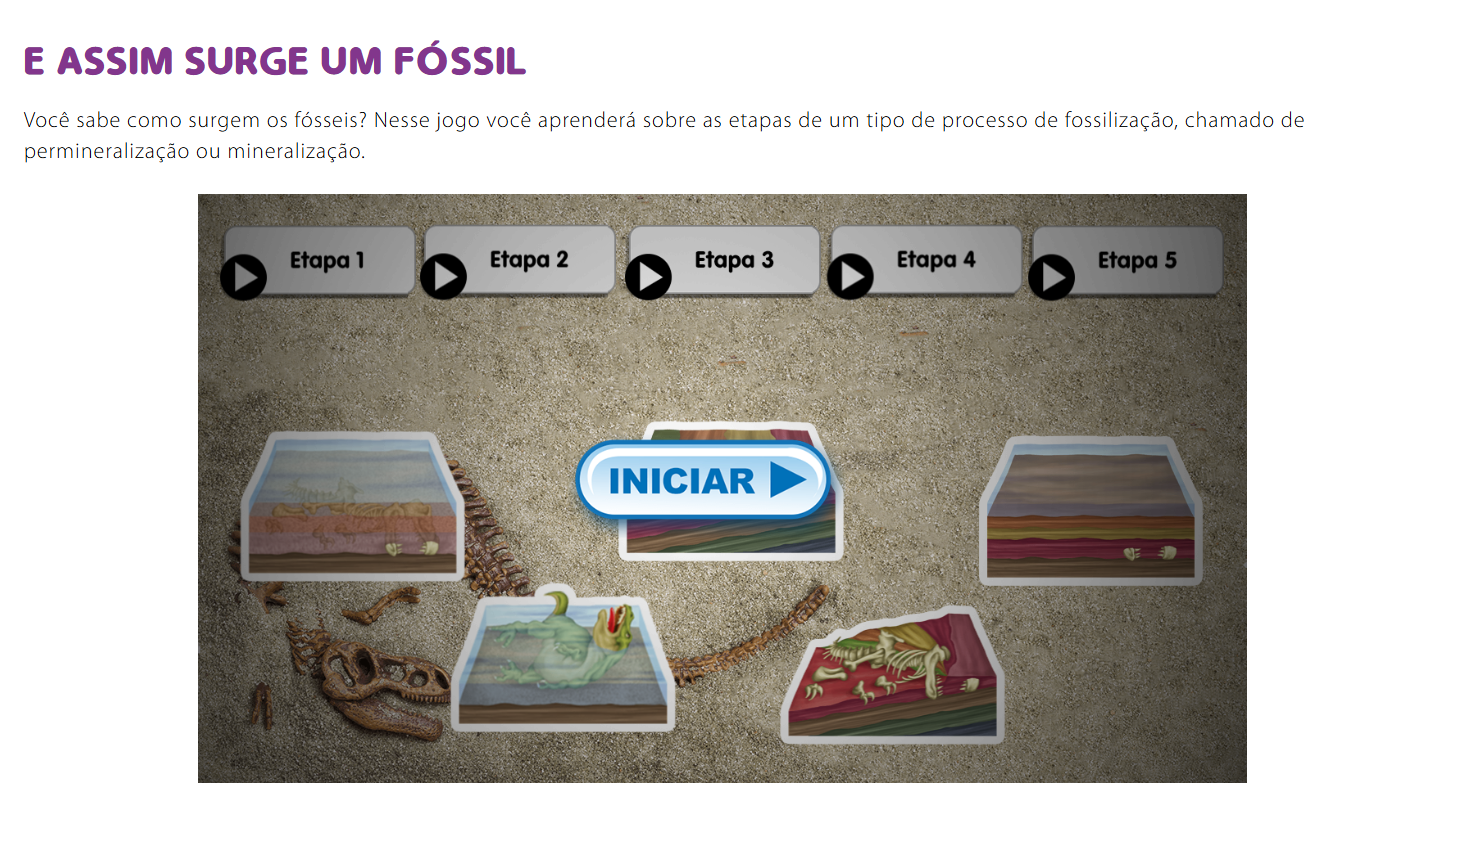 E ASSIM SURGE UM FÓSSIL
Você sabe como surgem os fósseis? Nesse jogo você aprenderá sobre as etapas de um tipo de processo de fossilização, chamado de
permineralização ou mineralização.
Etapa 1
Etapa 2
Etapa 3
Etapa 4
Etapa 5
INICIAR